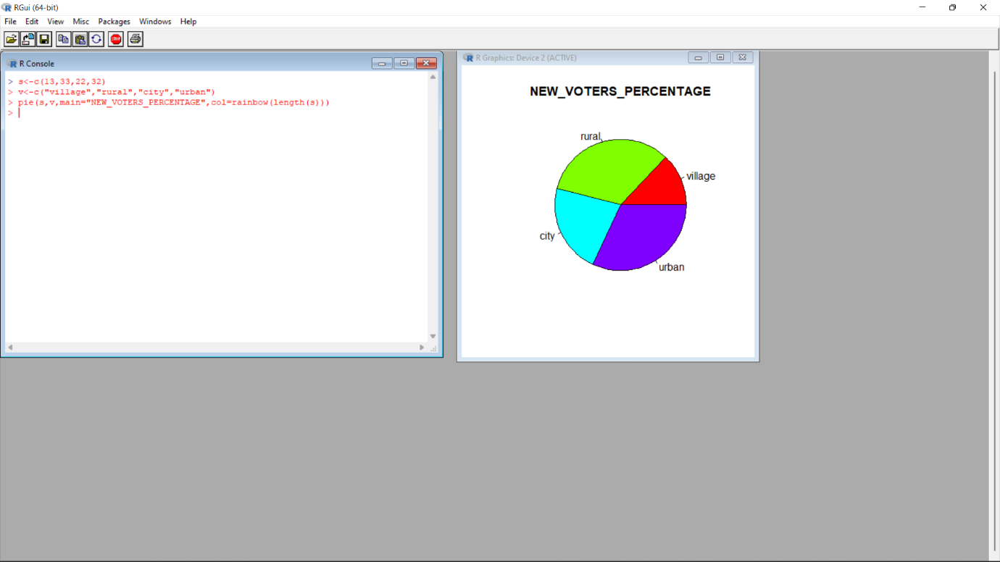 RGui (64-bit)
File Edit View Misc Packages Windows Help
STOP
R Console
> s<-c(13,33,22,32)
> v<-c("village","rural","city","urban")
> pie(s,v,main="NEW_VOTERS_PERCENTAGE",col=rainbow(length(s)))
>
R Graphics: Device 2 (ACTIVE)
NEW_VOTERS_PERCENTAGE
rural
village
city
urban